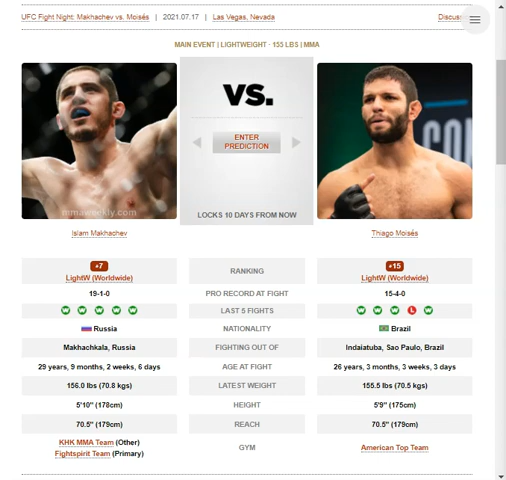 UFC Fight Night: Makhachev vs. Moisés | 2021.07.17 | Las Vegas, Nevada
MAIN EVENT | LIGHTWEIGHT · 155 LBS | MMA
VS.
ENTER
PREDICTION
LOCKS 10 DAYS FROM NOW
mmaweekly.com
Islam Makhachev
Thiago Moisés
#7 RANKING #15
LightW (Worldwide) LightW (Worldwide)
19-1-0 PRO RECORD AT FIGHT 15-4-0
W W W W W LAST 5 FIGHTS W W W L W
Russia NATIONALITY Brazil
Makhachkala, Russia FIGHTING OUT OF Indaiatuba, Sao Paulo, Brazil
29 years, 9 months, 2 weeks, 6 days AGE AT FIGHT 26 years, 3 months, 3 weeks, 3 days
156.0 lbs (70.8 kgs) LATEST WEIGHT 155.5 lbs (70.5 kgs)
5'10" (178cm) HEIGHT 5'9" (175cm)
70.5" (179cm) REACH 70.5" (179cm)
KHK MMA Team (Other) GYM American Top Team
Fightspirit Team (Primary)